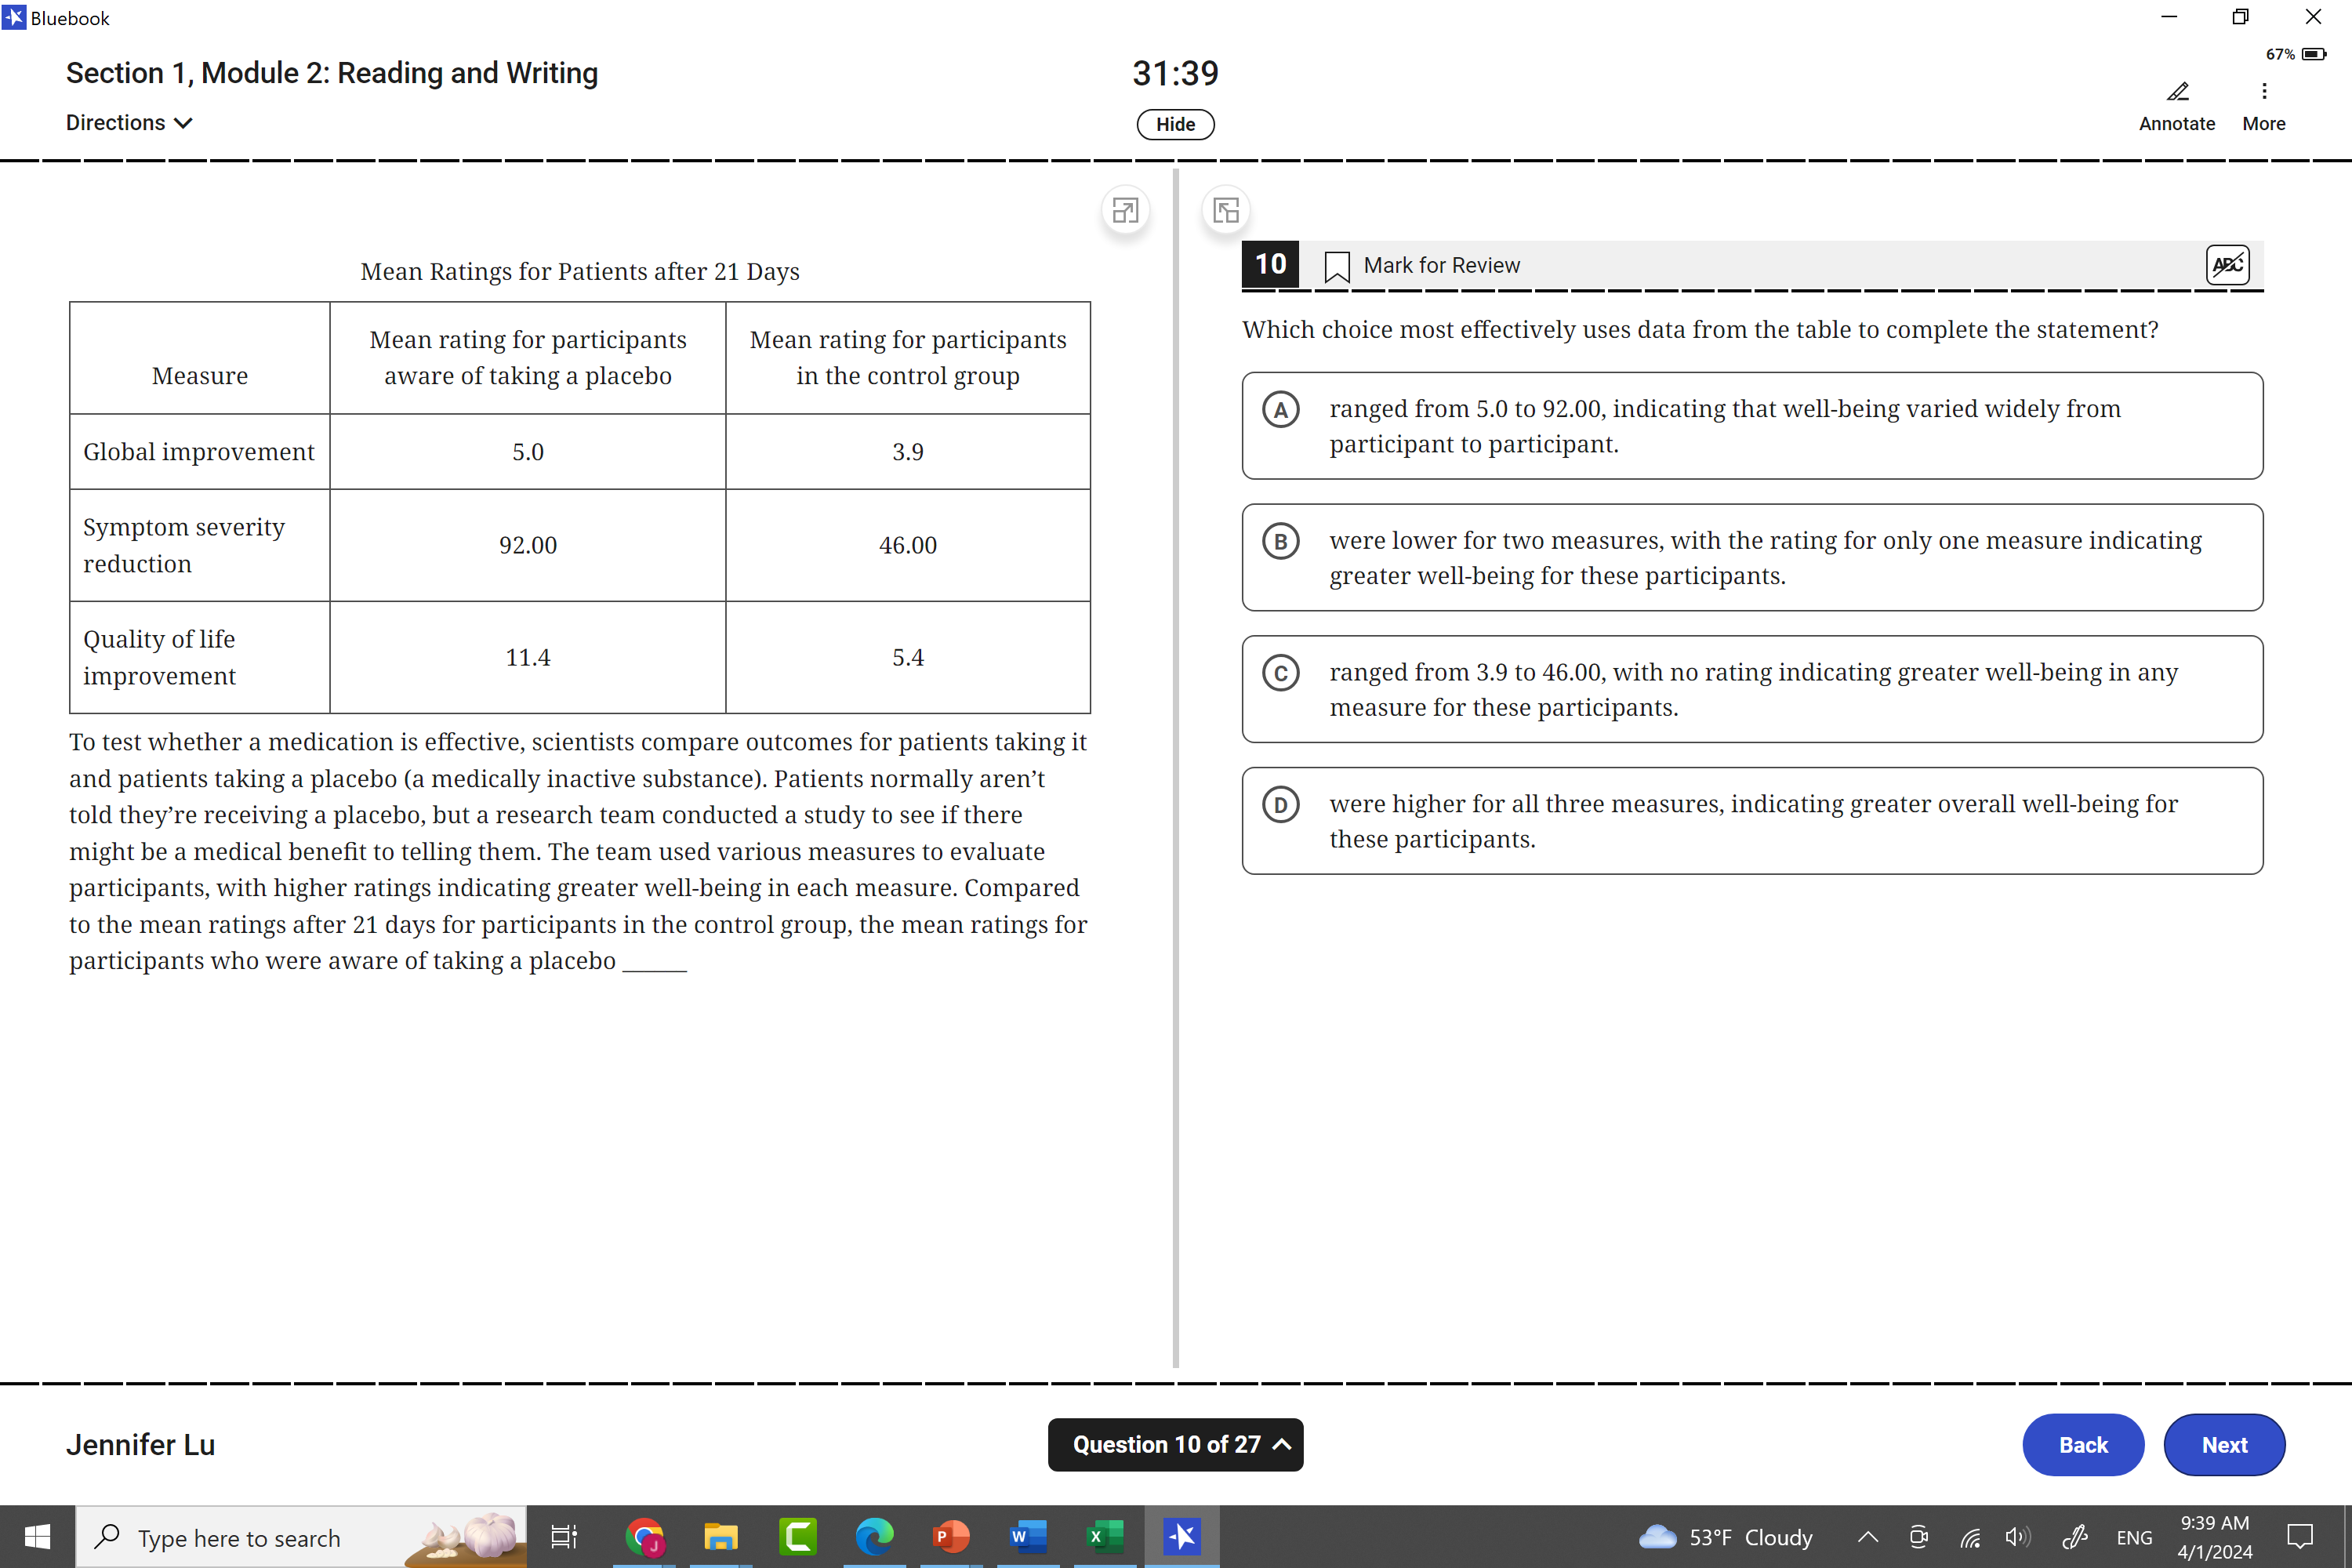 Bluebook
67%
Section 1, Module 2: Reading and Writing
31:39
Directions
Hide
Annotate
More
Mean Ratings for Patients after 21 Days
Measure
Mean rating for participants
aware of taking a placebo
Mean rating for participants
in the control group
Global improvement
5.0
3.9
Symptom severity
reduction
92.00
46.00
Quality of life
improvement
11.4
5.4
To test whether a medication is effective, scientists compare outcomes for patients taking it
and patients taking a placebo (a medically inactive substance). Patients normally aren’t
told they’re receiving a placebo, but a research team conducted a study to see if there
might be a medical benefit to telling them. The team used various measures to evaluate
participants, with higher ratings indicating greater well-being in each measure. Compared
to the mean ratings after 21 days for participants in the control group, the mean ratings for
participants who were aware of taking a placebo ______
10
Mark for Review
ABC
Which choice most effectively uses data from the table to complete the statement?
A
ranged from 5.0 to 92.00, indicating that well-being varied widely from
participant to participant.
B
were lower for two measures, with the rating for only one measure indicating
greater well-being for these participants.
C
ranged from 3.9 to 46.00, with no rating indicating greater well-being in any
measure for these participants.
D
were higher for all three measures, indicating greater overall well-being for
these participants.
Jennifer Lu
Question 10 of 27
Back
Next
Type here to search
J
P
W
X
53°F Cloudy
ENG
9:39 AM
4/1/2024